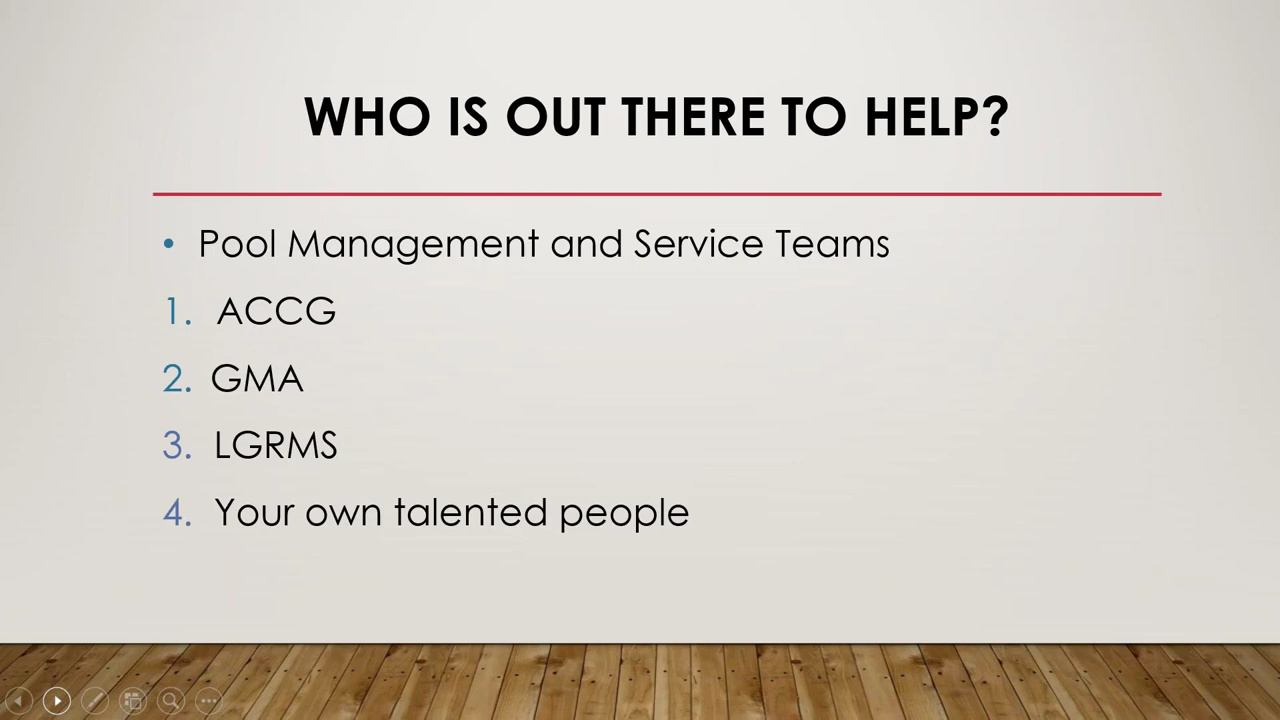 WHO IS OUT THERE TO HELP?
• Pool Management and Service Teams
1. ACCG
2. GMA
3. LGRMS
4. Your own talented people